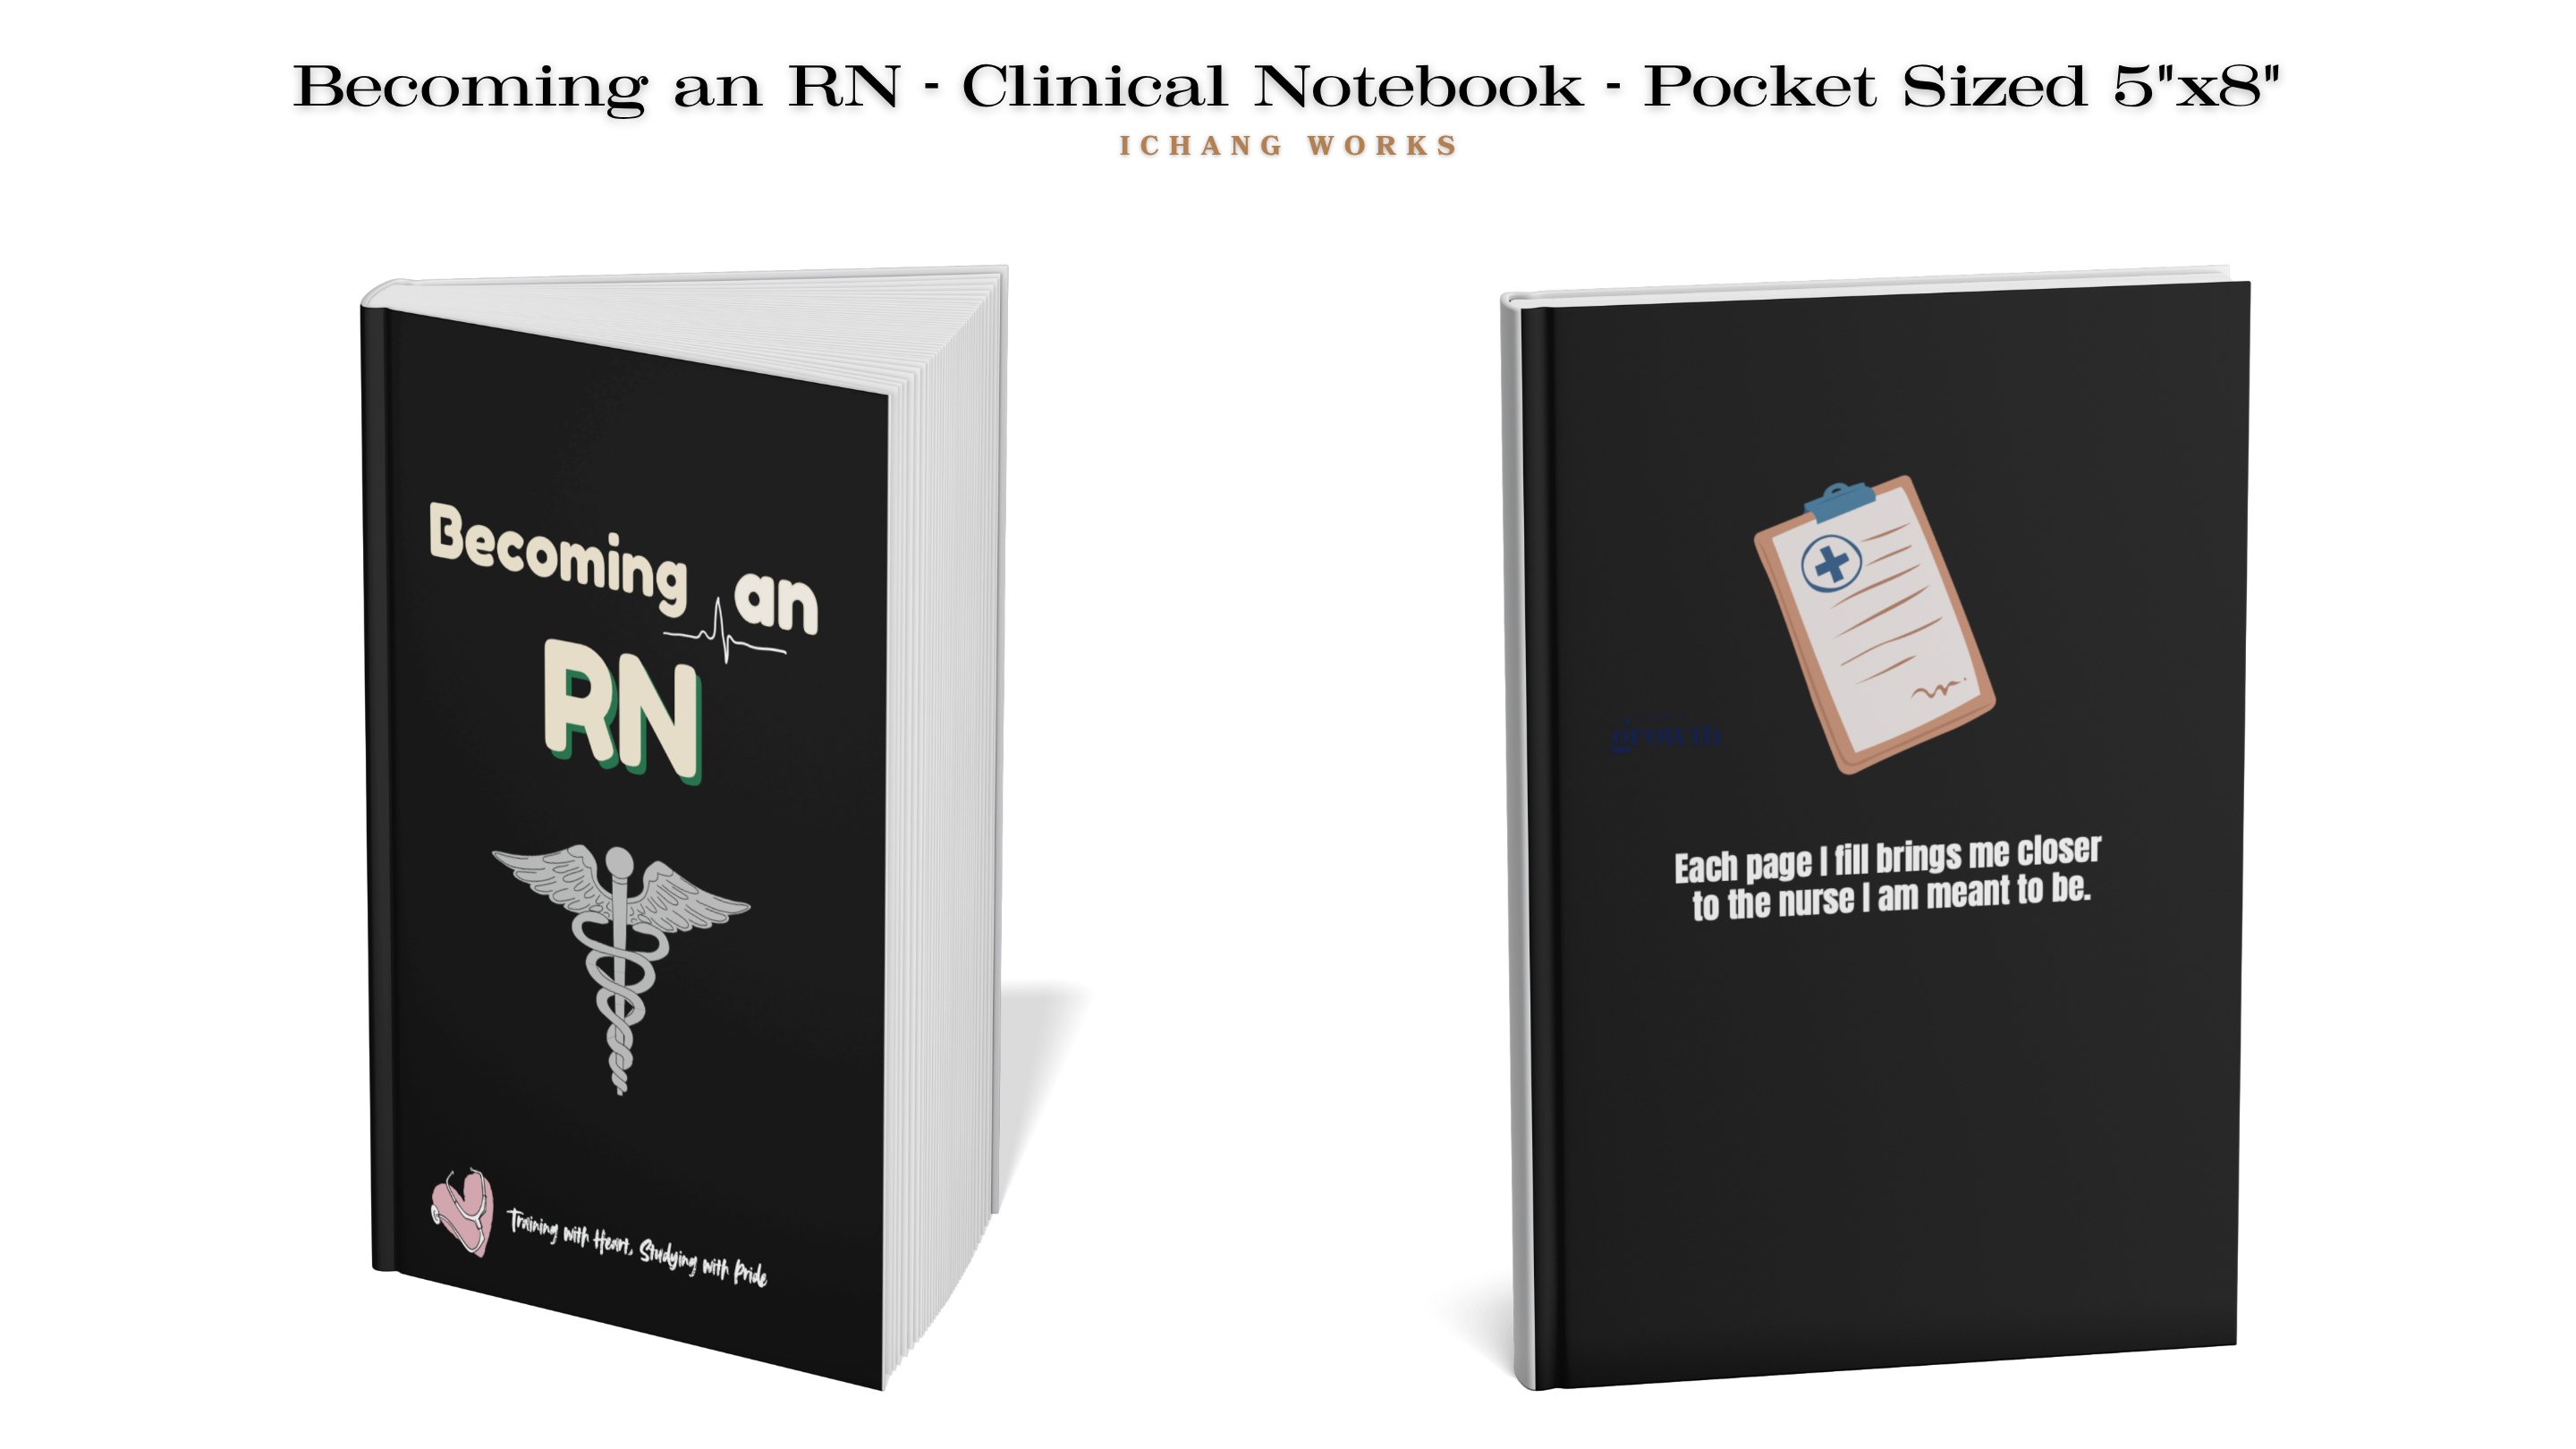 Becoming an RN - Clinical Notebook - Pocket Sized 5"x8"
ICHANG WORKS
Becoming an
RN
Training with Heart, Studying with Pride
growth
Each page I fill brings me closer
to the nurse I am meant to be.